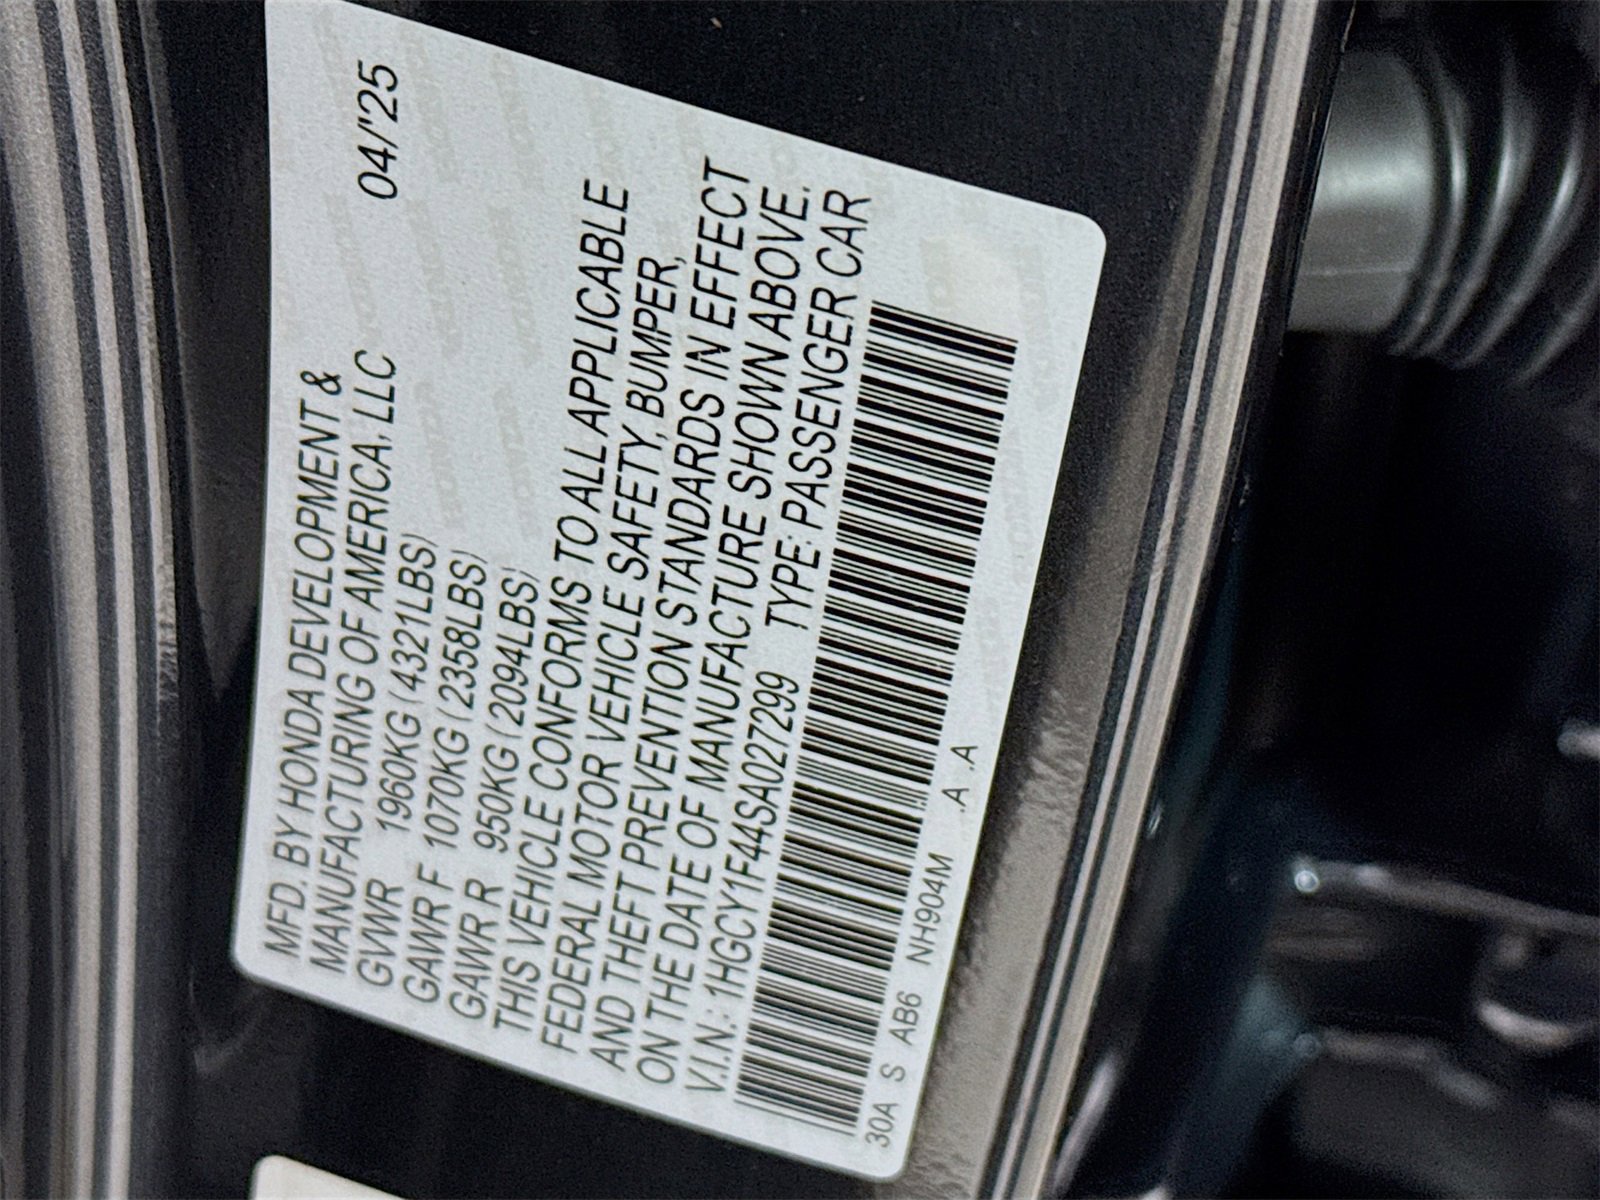 04/'25
MFD. BY HONDA DEVELOPMENT &
MANUFACTURING OF AMERICA, LLC
GVWR 1960KG (4321LBS)
GAWR F 1070KG (2358LBS)
GAWR R 950KG (2094LBS)
THIS VEHICLE CONFORMS TO ALL APPLICABLE
FEDERAL MOTOR VEHICLE SAFETY, BUMPER,
AND THEFT PREVENTION STANDARDS IN EFFECT
ON THE DATE OF MANUFACTURE SHOWN ABOVE.
V.I.N.: 1HGCY1F44SA027299 TYPE: PASSENGER CAR
30A S AB6 NH904M .A .A